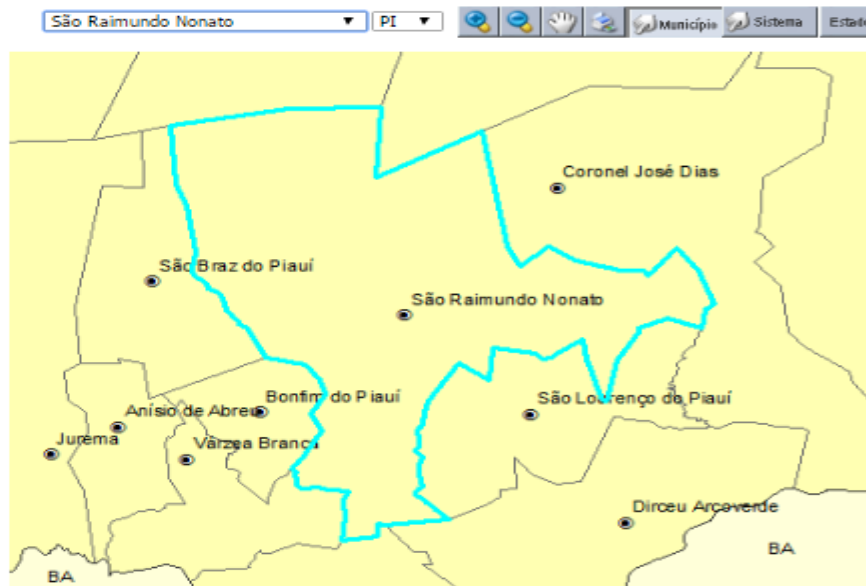 São Raimundo Nonato PI Município Sistema Estado
Coronel José Dias
São Braz do Piauí
São Raimundo Nonato
Bonfim do Piauí
São Lourenço do Piauí
Anísio de Abreu
Jurema
Várzea Branca
Dirceu Arcoverde
BA
BA